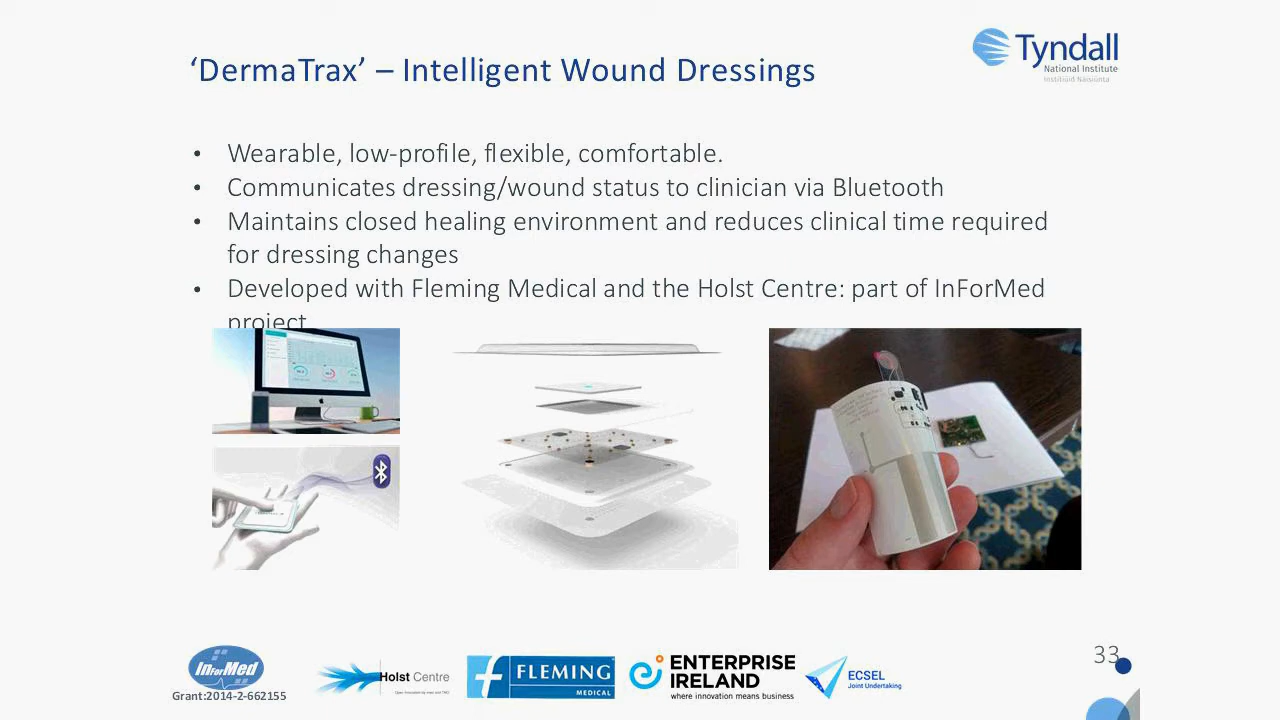 ‘DermaTrax’ – Intelligent Wound Dressings
Tyndall
National Institute
Institiúid Náisiúnta
• Wearable, low-profile, flexible, comfortable.
• Communicates dressing/wound status to clinician via Bluetooth
• Maintains closed healing environment and reduces clinical time required
for dressing changes
• Developed with Fleming Medical and the Holst Centre: part of InForMed
project
InForMed
Grant:2014-2-662155
Holst Centre
FLEMING
MEDICAL
ENTERPRISE
IRELAND
where innovation means business
ECSEL
Joint Undertaking
33